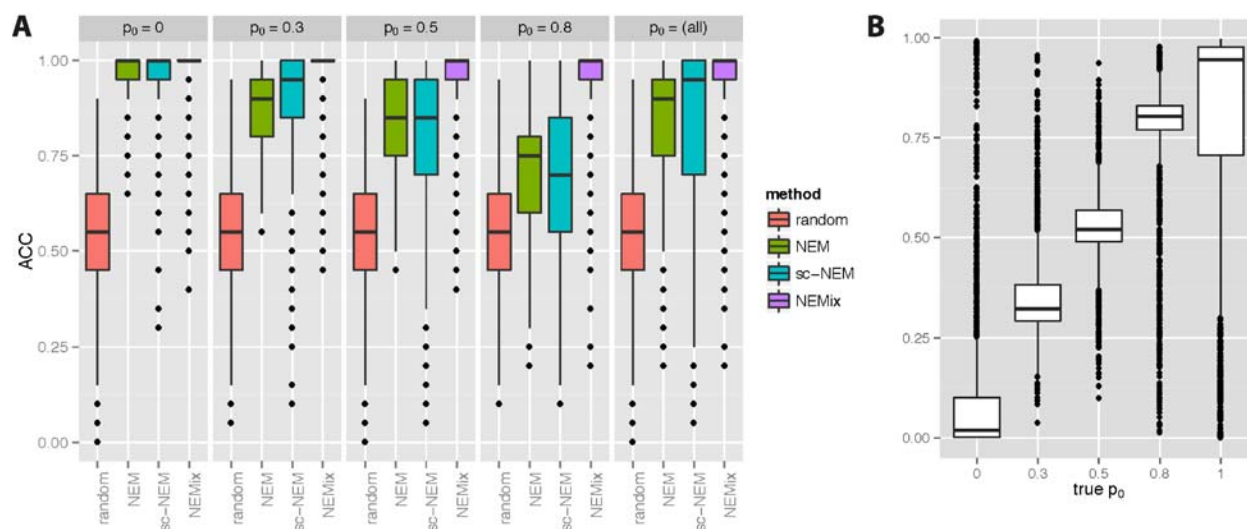 A
p0 = 0
p0 = 0.3
p0 = 0.5
p0 = 0.8
p0 = (all)
ACC
1.00
0.75
0.50
0.25
0.00
random
NEM
sc−NEM
NEMix
random
NEM
sc−NEM
NEMix
random
NEM
sc−NEM
NEMix
random
NEM
sc−NEM
NEMix
random
NEM
sc−NEM
NEMix
method
random
NEM
sc−NEM
NEMix
B
1.00
0.75
0.50
0.25
0.00
0
0.3
0.5
0.8
1
true p0